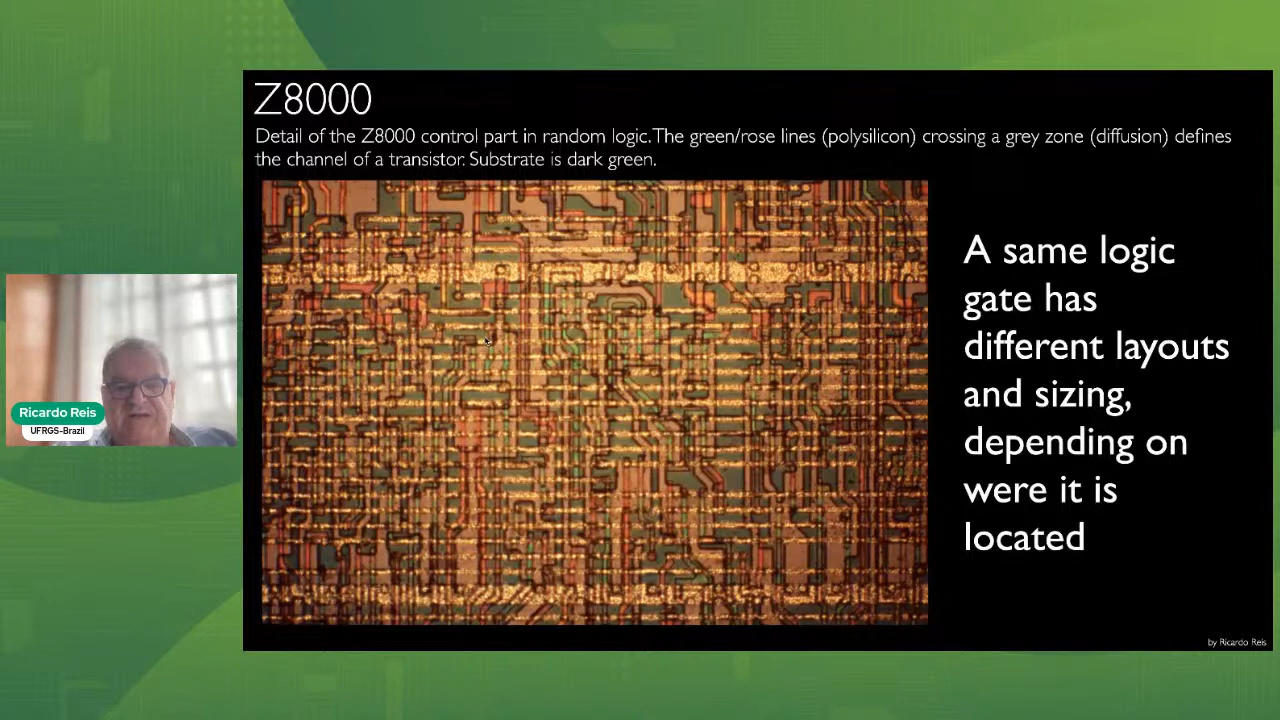 Z8000
Detail of the Z8000 control part in random logic. The green/rose lines (polysilicon) crossing a grey zone (diffusion) defines
the channel of a transistor. Substrate is dark green.
A same logic
gate has
different layouts
and sizing,
depending on
were it is
located
Ricardo Reis
UFRGS-Brazil
by Ricardo Reis